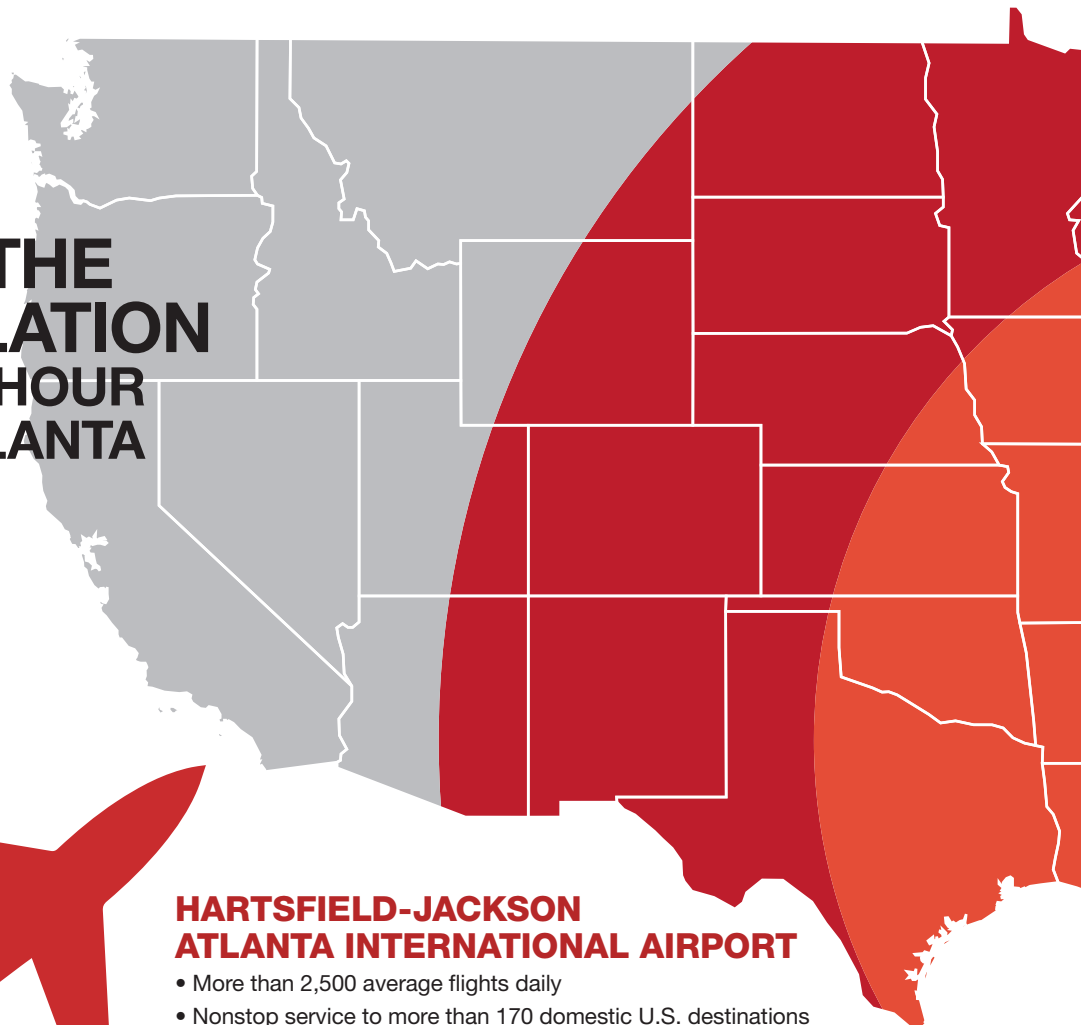 THE
LATION
HOUR
LANTA
HARTSFIELD-JACKSON
ATLANTA INTERNATIONAL AIRPORT
• More than 2,500 average flights daily
• Nonstop service to more than 170 domestic U.S. destinations